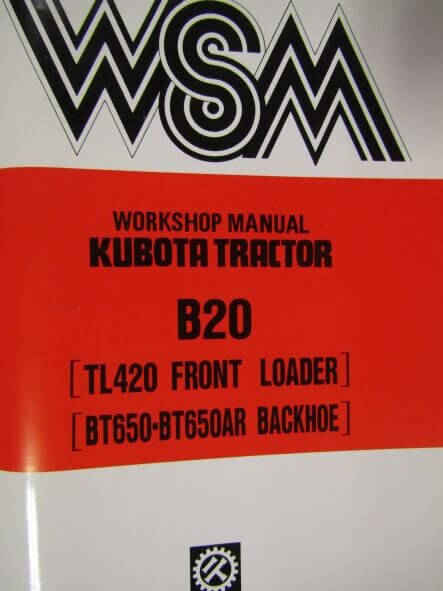 WSM
WORKSHOP MANUAL
KUBOTA TRACTOR
B20
[TL420 FRONT LOADER]
[BT650·BT650AR BACKHOE]